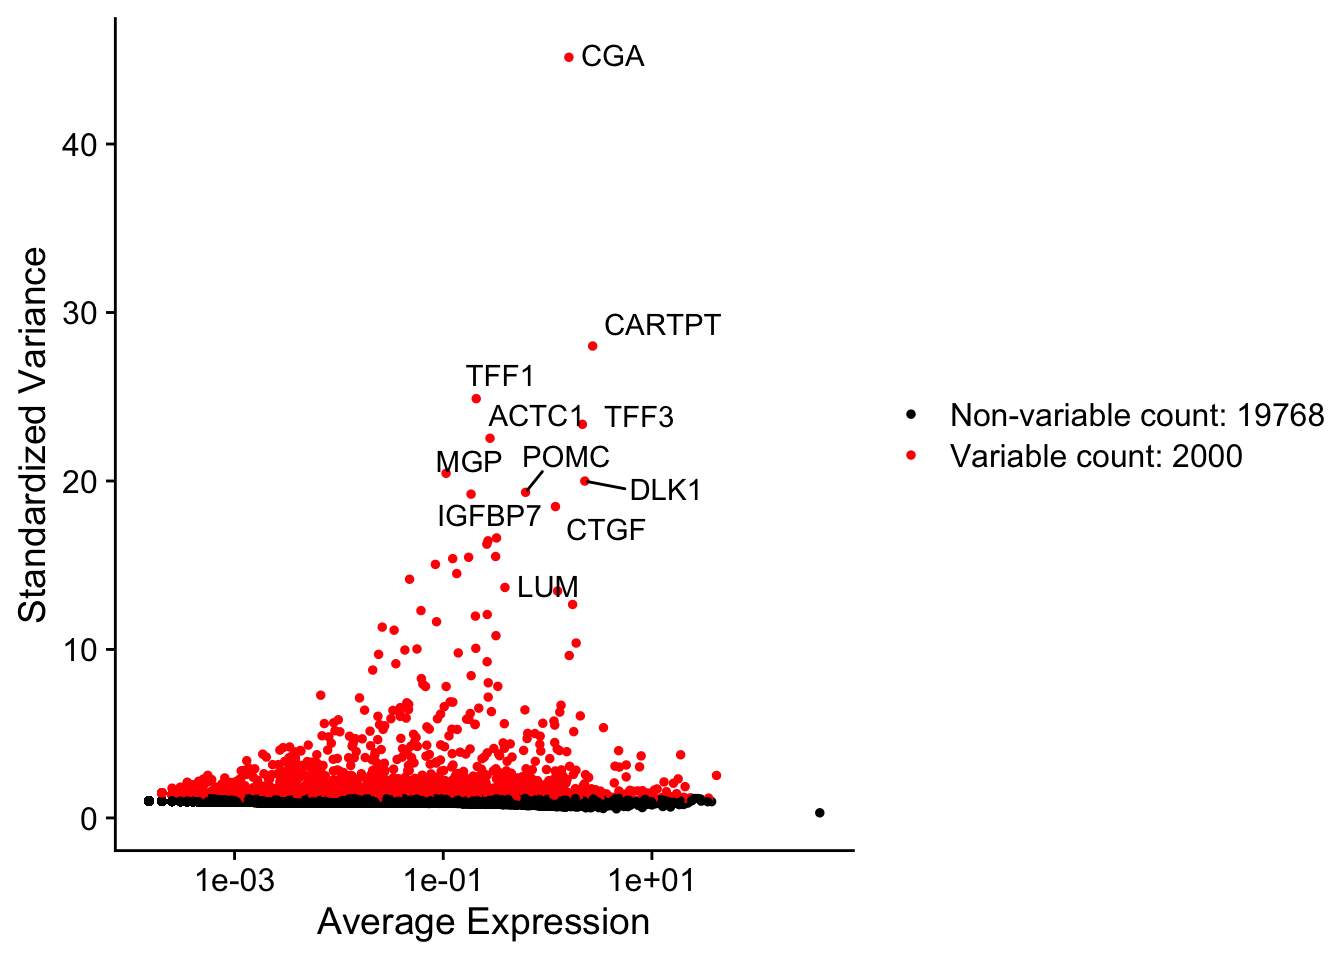 CGA
40
30
CARTPT
TFF1
ACTC1
TFF3
MGP
POMC
20
DLK1
IGFBP7
CTGF
LUM
10
0
Standardized Variance
Non-variable count: 19768
Variable count: 2000
1e-03
1e-01
1e+01
Average Expression